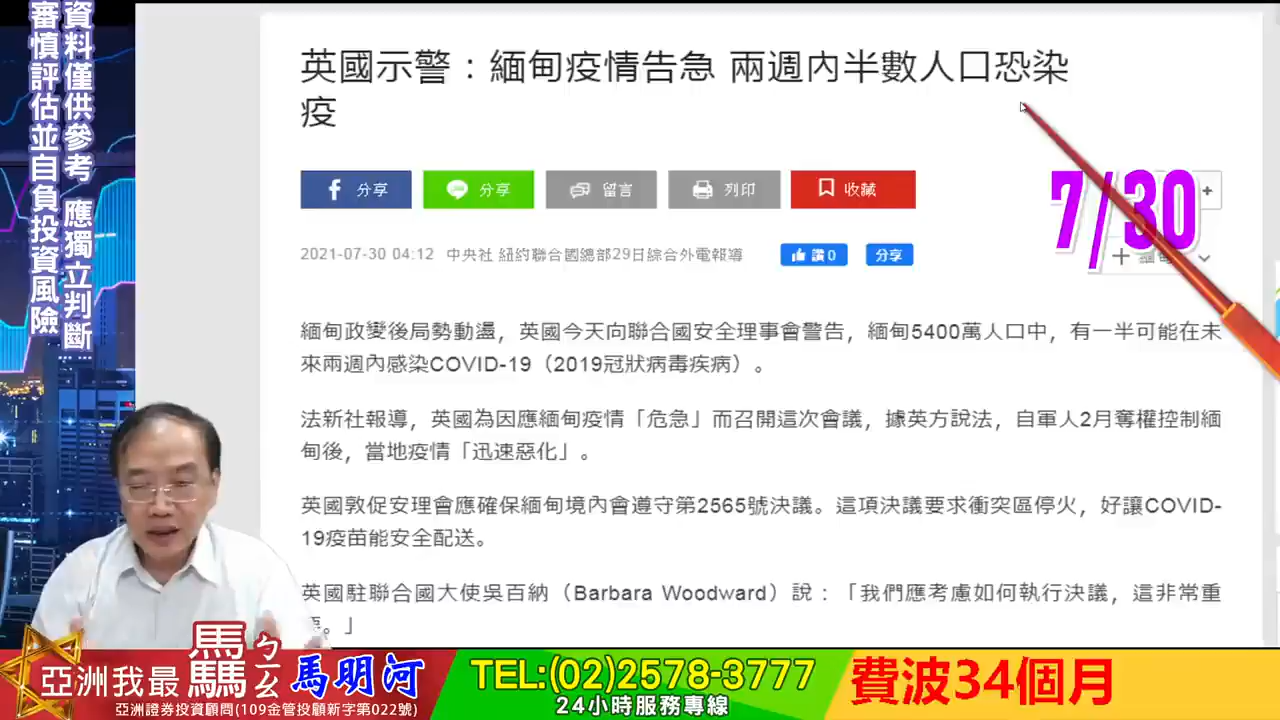 資料僅供參考 應獨立判斷
審慎評估並自負投資風險
英國示警：緬甸疫情告急 兩週內半數人口恐染
疫
分享
分享
留言
列印
收藏
7/30
2021-07-30 04:12 中央社 紐約聯合國總部29日綜合外電報導
讚 0
分享
緬甸政變後局勢動盪，英國今天向聯合國安全理事會警告，緬甸5400萬人口中，有一半可能在未
來兩週內感染COVID-19（2019冠狀病毒疾病）。
法新社報導，英國為因應緬甸疫情「危急」而召開這次會議，據英方說法，自軍人2月奪權控制緬
甸後，當地疫情「迅速惡化」。
英國敦促安理會應確保緬甸境內會遵守第2565號決議。這項決議要求衝突區停火，好讓COVID-
19疫苗能安全配送。
英國駐聯合國大使吳百納（Barbara Woodward）說：「我們應考慮如何執行決議，這非常重
。」
亞洲我最 馬驫 ㄅㄧㄠ 馬明河
亞洲證券投資顧問(109金管投顧新字第022號)
TEL:(02)2578-3777
24小時服務專線
費波34個月